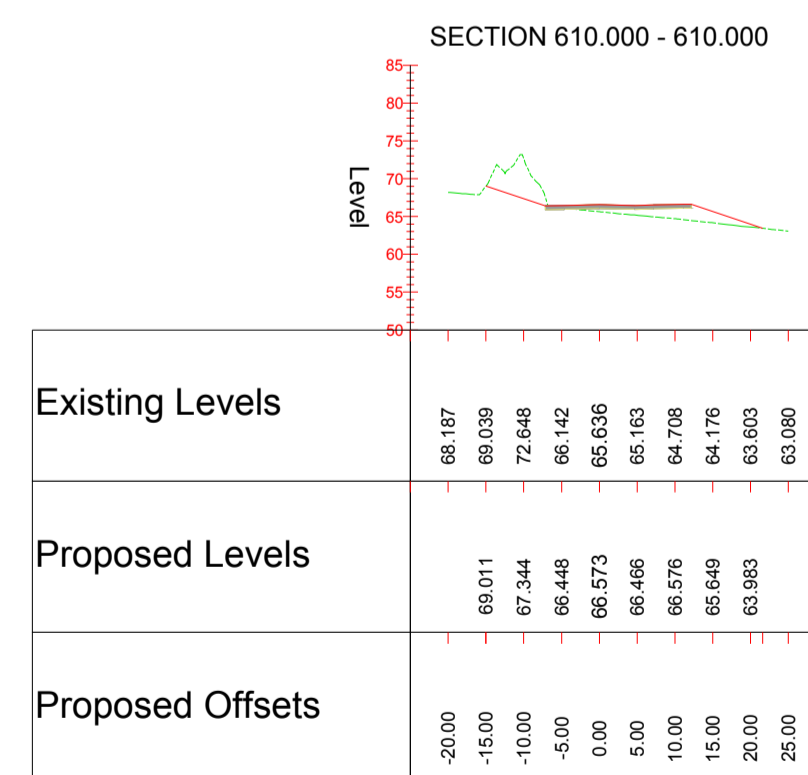 SECTION 610.000 - 610.000
85
80
75
70
65
60
55
50
Level
Existing Levels
68.187 69.039 72.648 66.142 65.636 65.163 64.708 64.176 63.603 63.080
Proposed Levels
69.011 67.344 66.448 66.573 66.466 66.576 65.649 63.983
Proposed Offsets
-20.00 -15.00 -10.00 -5.00 0.00 5.00 10.00 15.00 20.00 25.00